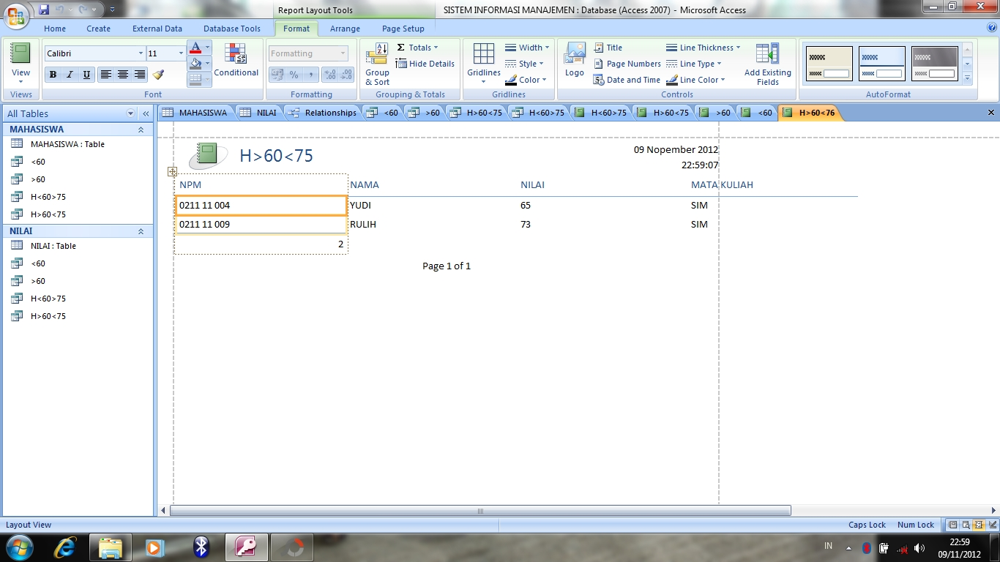 Report Layout Tools
SISTEM INFORMASI MANAJEMEN : Database (Access 2007) - Microsoft Access
Home Create External Data Database Tools Format Arrange Page Setup
View
Views
Calibri 11
B I U
Conditional
Font
Formatting
% ,
Formatting
Group & Sort
Σ Totals
Hide Details
Grouping & Totals
Gridlines
Width
Style
Color
Gridlines
Logo
Title
Page Numbers
Date and Time
Line Thickness
Line Type
Line Color
Add Existing Fields
Controls
AutoFormat
All Tables
MAHASISWA
MAHASISWA : Table
<60
>60
H<60>75
H>60<75
NILAI
NILAI : Table
<60
>60
H<60>75
H>60<75
MAHASISWA NILAI Relationships <60 >60 H>60<75 H<60>75 H<60>75 H>60<75 >60 <60 H>60<76
H>60<75
09 Nopember 2012
22:59:07
NPM NAMA NILAI MATA KULIAH
0211 11 004 YUDI 65 SIM
0211 11 009 RULIH 73 SIM
2
Page 1 of 1
Layout View
Caps Lock Num Lock
IN
22:59
09/11/2012